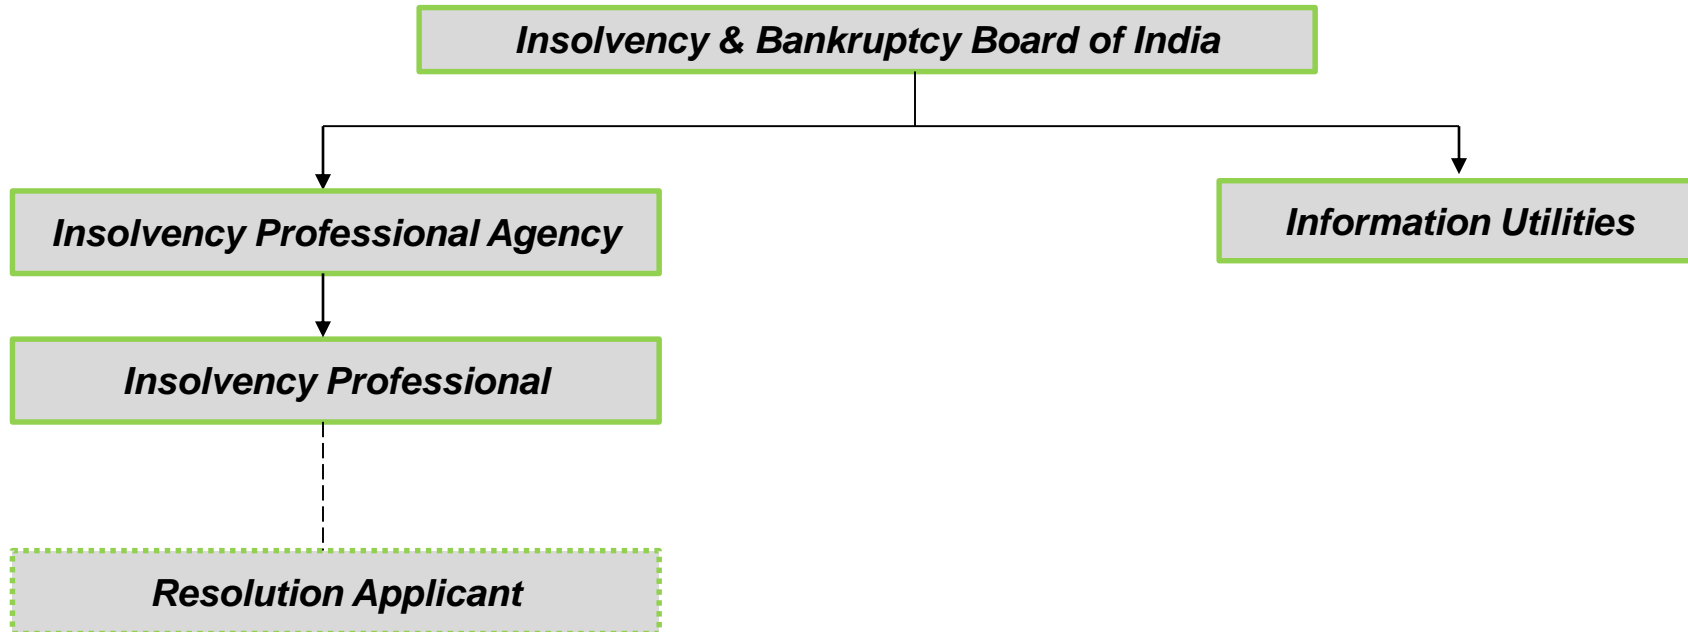 Insolvency & Bankruptcy Board of India
Insolvency Professional Agency
Information Utilities
Insolvency Professional
Resolution Applicant